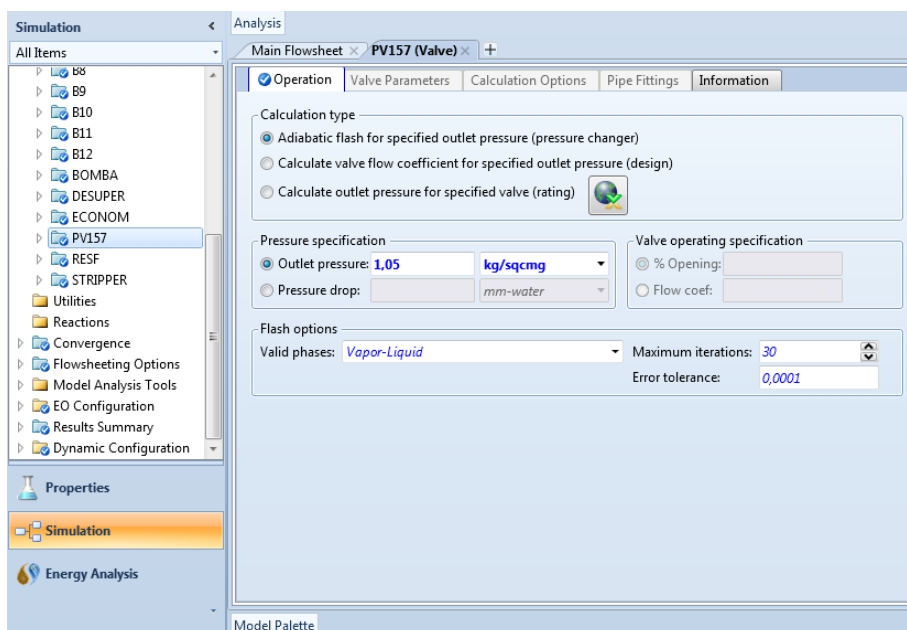 Simulation
All Items
B8
B9
B10
B11
B12
BOMBA
DESUPER
ECONOM
PV157
RESF
STRIPPER
Utilities
Reactions
Convergence
Flowsheeting Options
Model Analysis Tools
EO Configuration
Results Summary
Dynamic Configuration
Properties
Simulation
Energy Analysis
Analysis
Main Flowsheet PV157 (Valve) +
Operation Valve Parameters Calculation Options Pipe Fittings Information
Calculation type
Adiabatic flash for specified outlet pressure (pressure changer)
Calculate valve flow coefficient for specified outlet pressure (design)
Calculate outlet pressure for specified valve (rating)
Pressure specification
Outlet pressure: 1,05 kg/sqcmg
Pressure drop: mm-water
Valve operating specification
% Opening:
Flow coef:
Flash options
Valid phases: Vapor-Liquid
Maximum iterations: 30
Error tolerance: 0,0001
Model Palette